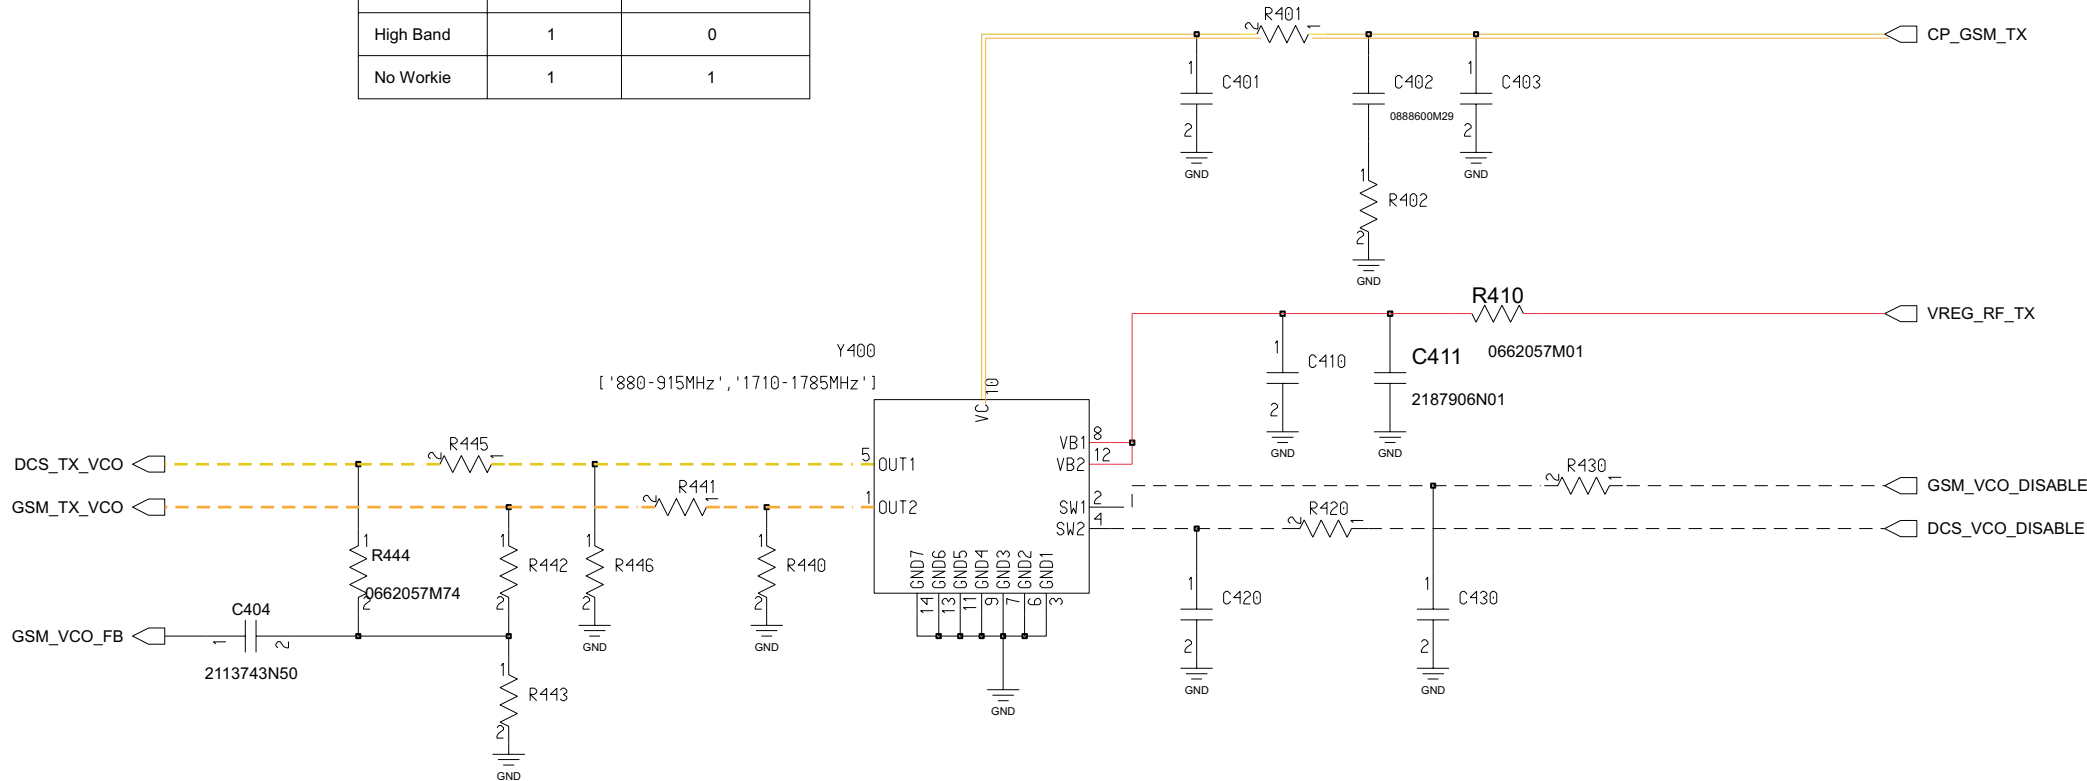 High Band 1 0
No Workie 1 1
2 R401 1
CP_GSM_TX
1 C401 2 GND
C402
0888600M29
1 C403 2 GND
1 R402 2 GND
R410
VREG_RF_TX
0662057M01
1 C410 2 GND
C411
2187906N01
GND
Y400
['880-915MHz','1710-1785MHz']
VC 10
VB1 8
VB2 12
SW1 2
SW2 4
5 OUT1
1 OUT2
GND7 GND6 GND5 GND4 GND3 GND2 GND1
14 13 11 9 7 6 3
GND
DCS_TX_VCO
2 R445 1
GSM_TX_VCO
2 R441 1
2 R430 1
GSM_VCO_DISABLE
2 R420 1
DCS_VCO_DISABLE
1 R444 2
0662057M74
1 R442 2
1 R446 2 GND
1 R440 2 GND
1 C420 2 GND
1 C430 2 GND
C404
GSM_VCO_FB
1 2
2113743N50
1 R443 2 GND